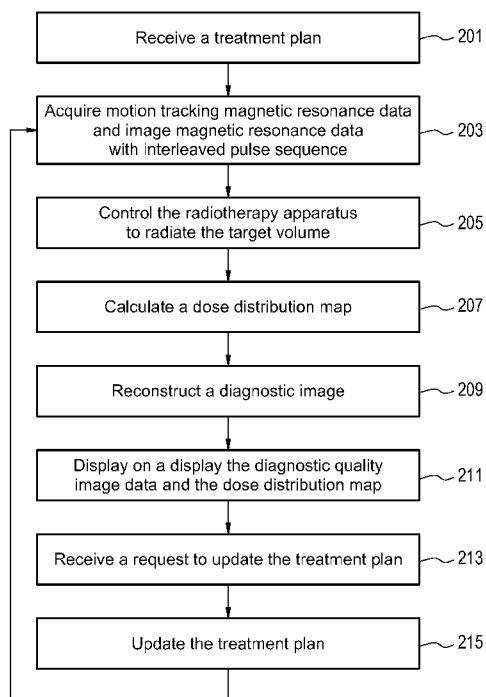 Receive a treatment plan
201
Acquire motion tracking magnetic resonance data
and image magnetic resonance data
with interleaved pulse sequence
203
Control the radiotherapy apparatus
to radiate the target volume
205
Calculate a dose distribution map
207
Reconstruct a diagnostic image
209
Display on a display the diagnostic quality
image data and the dose distribution map
211
Receive a request to update the treatment plan
213
Update the treatment plan
215